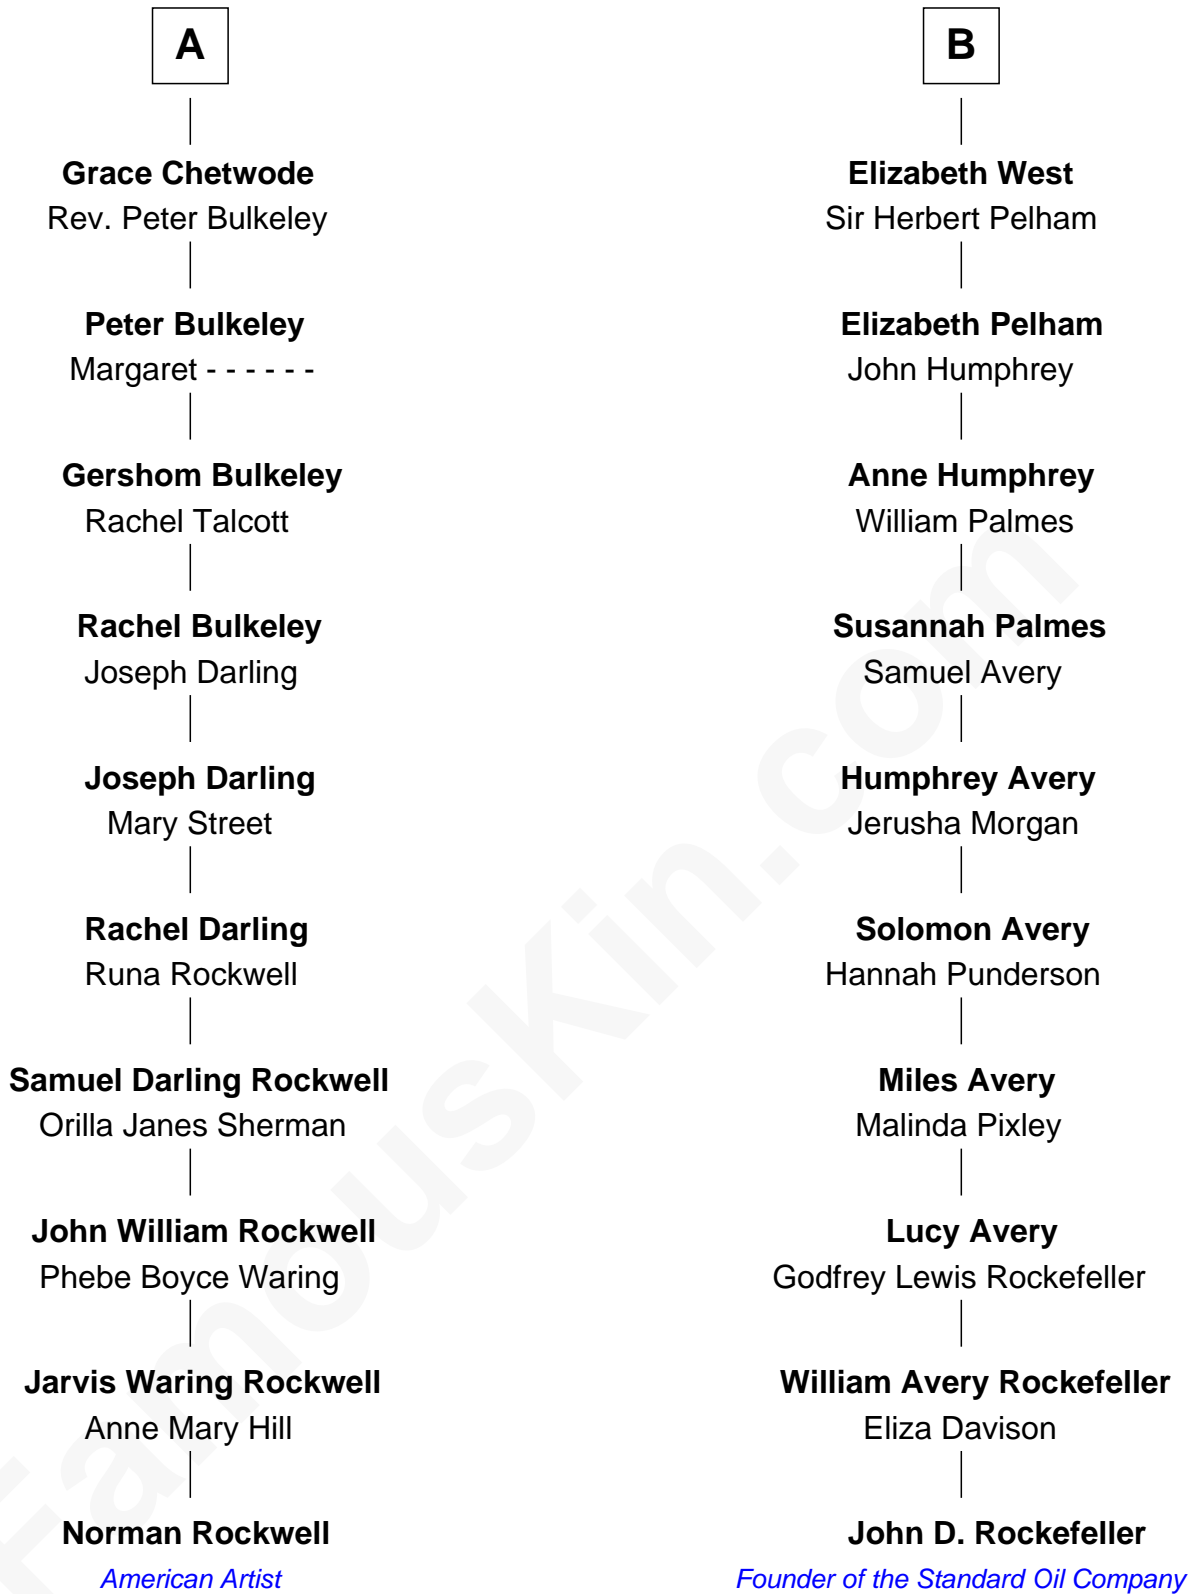 A
Grace Chetwode
Rev. Peter Bulkeley
Peter Bulkeley
Margaret - - - - - -
Gershom Bulkeley
Rachel Talcott
Rachel Bulkeley
Joseph Darling
Joseph Darling
Mary Street
Rachel Darling
Runa Rockwell
Samuel Darling Rockwell
Orilla Janes Sherman
John William Rockwell
Phebe Boyce Waring
Jarvis Waring Rockwell
Anne Mary Hill
Norman Rockwell
American Artist
B
Elizabeth West
Sir Herbert Pelham
Elizabeth Pelham
John Humphrey
Anne Humphrey
William Palmes
Susannah Palmes
Samuel Avery
Humphrey Avery
Jerusha Morgan
Solomon Avery
Hannah Punderson
Miles Avery
Malinda Pixley
Lucy Avery
Godfrey Lewis Rockefeller
William Avery Rockefeller
Eliza Davison
John D. Rockefeller
Founder of the Standard Oil Company
FamousKin.com